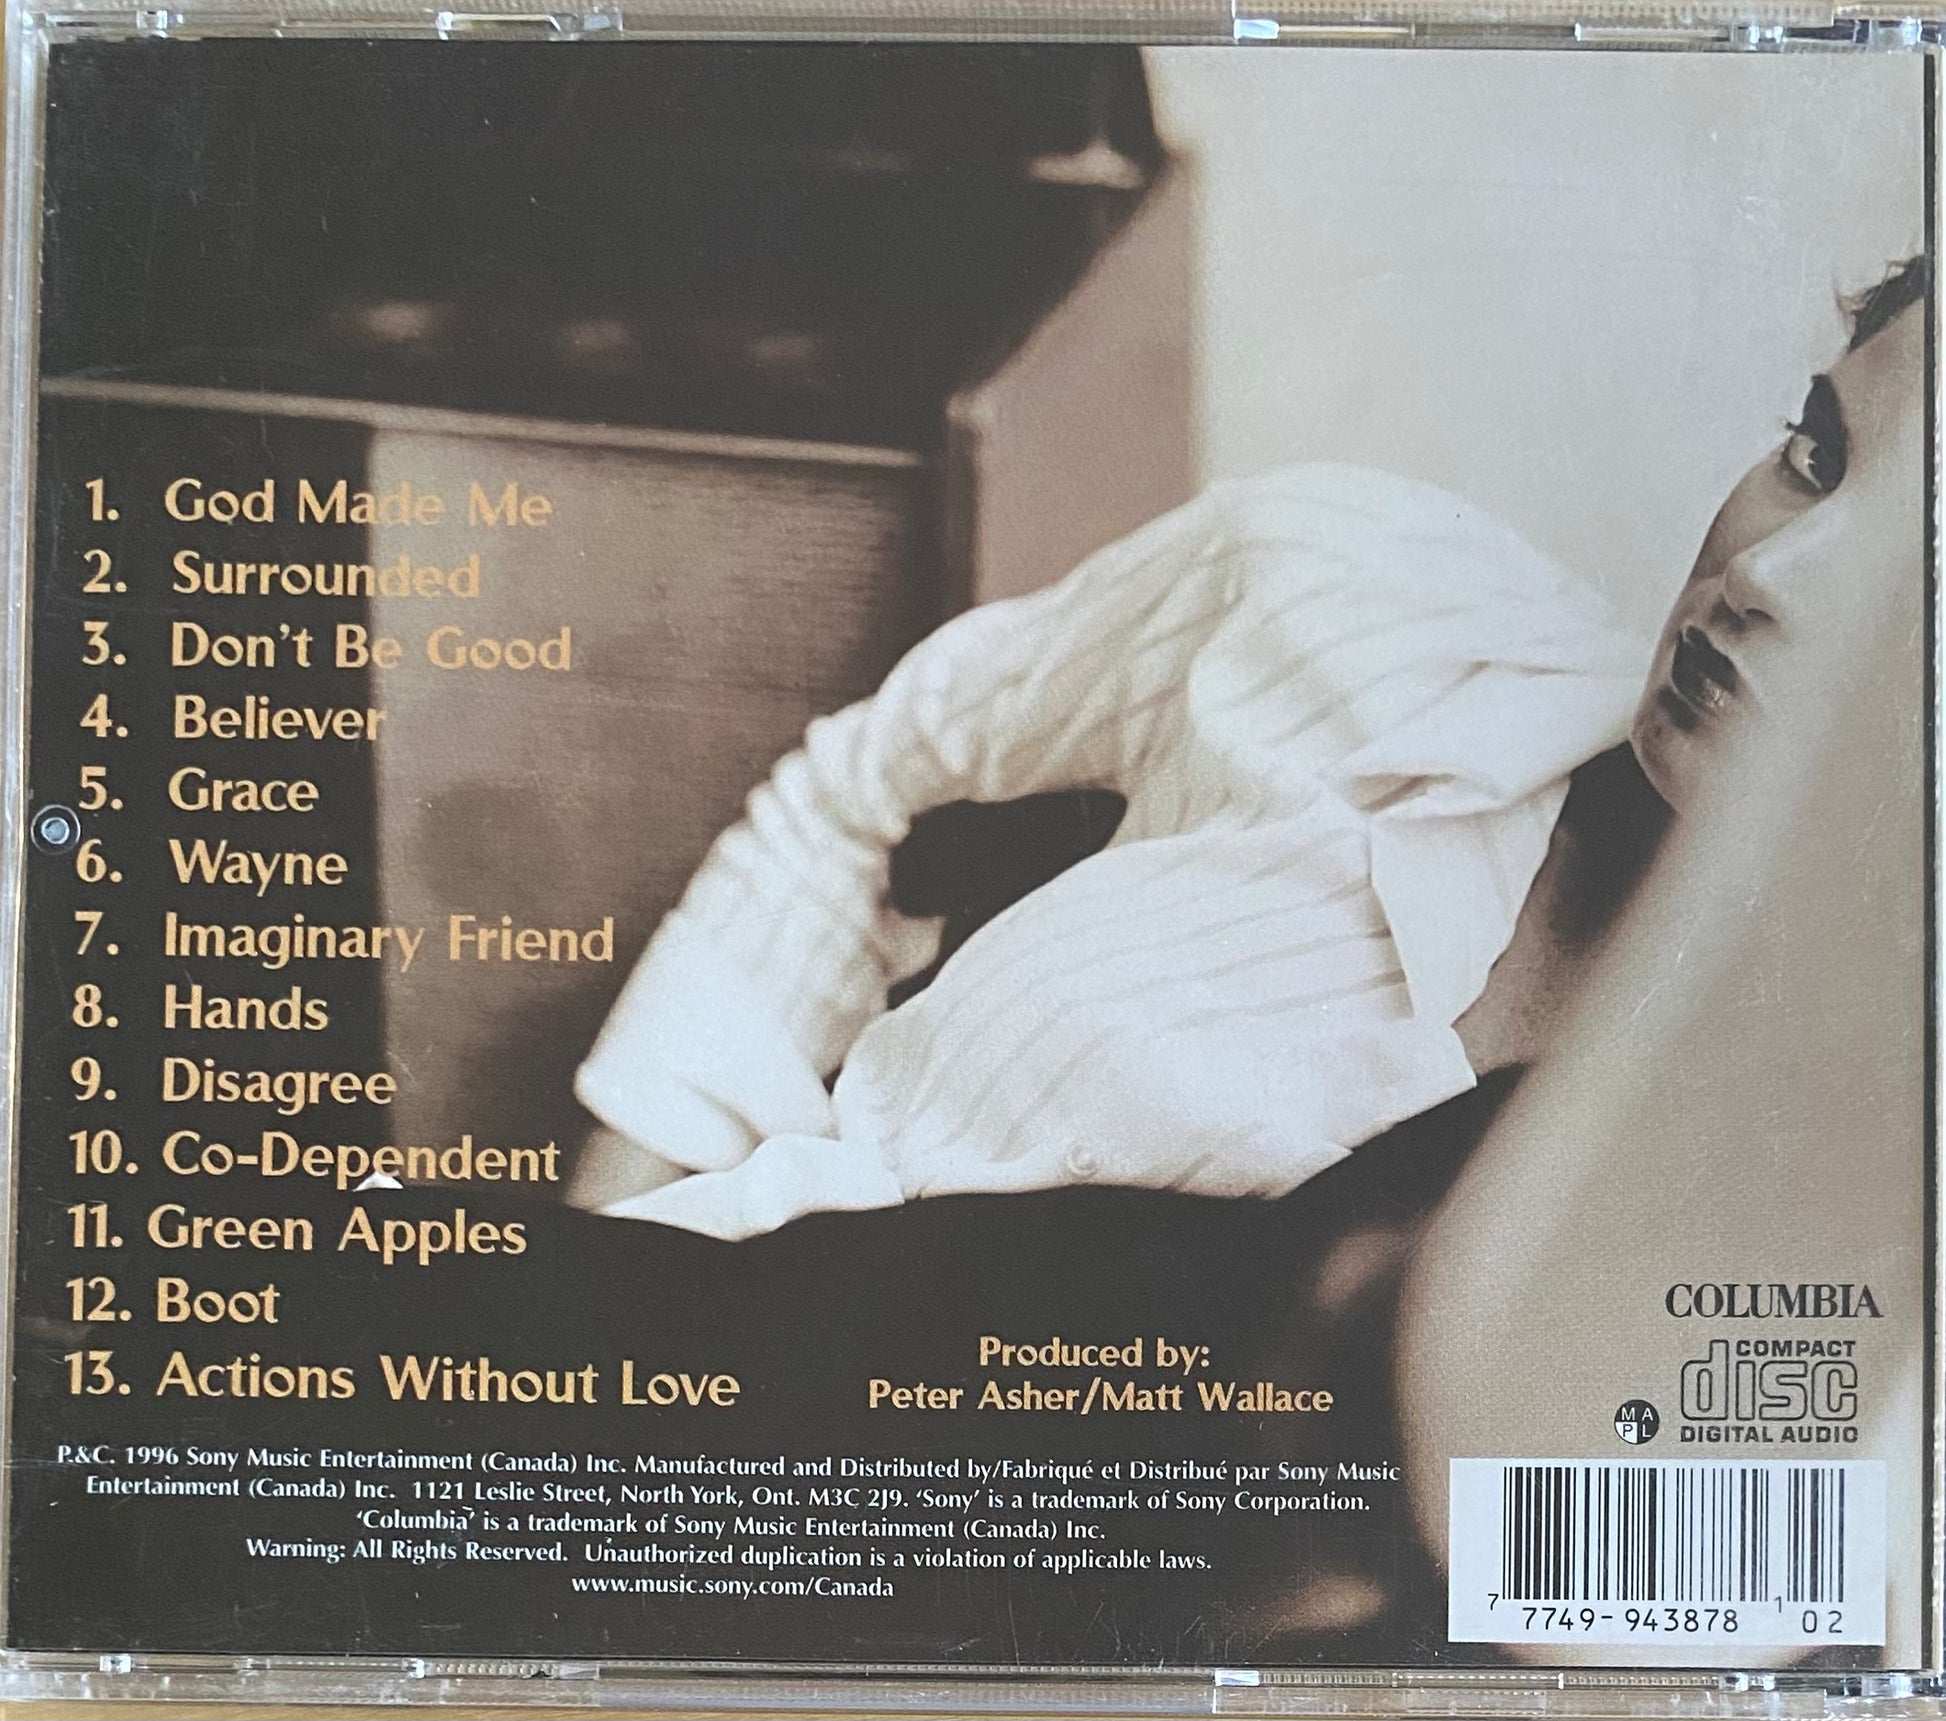 1. God Made Me
2. Surrounded
3. Don't Be Good
4. Believer
5. Grace
6. Wayne
7. Imaginary Friend
8. Hands
9. Disagree
10. Co-Dependent
11. Green Apples
12. Boot
13. Actions Without Love
Produced by:
Peter Asher/Matt Wallace
P.&C. 1996 Sony Music Entertainment (Canada) Inc. Manufactured and Distributed by/Fabriqué et Distribué par Sony Music
Entertainment (Canada) Inc. 1121 Leslie Street, North York, Ont. M3C 2J9. 'Sony' is a trademark of Sony Corporation.
'Columbia' is a trademark of Sony Music Entertainment (Canada) Inc.
Warning: All Rights Reserved. Unauthorized duplication is a violation of applicable laws.
www.music.sony.com/Canada
COLUMBIA
COMPACT
disc
DIGITAL AUDIO
M A
P L
7 7749-943878 1 02